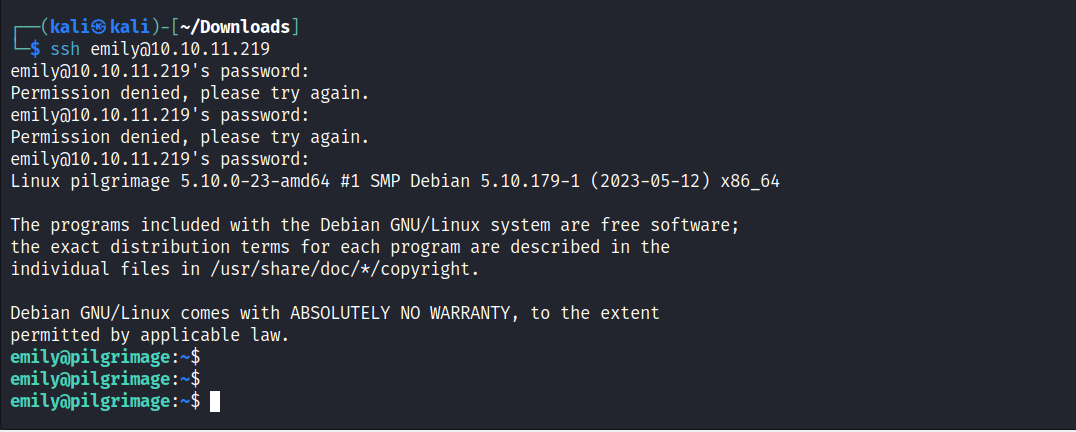 ┌──(kali㉿kali)-[~/Downloads]
└─$ ssh emily@10.10.11.219
emily@10.10.11.219's password:
Permission denied, please try again.
emily@10.10.11.219's password:
Permission denied, please try again.
emily@10.10.11.219's password:
Linux pilgrimage 5.10.0-23-amd64 #1 SMP Debian 5.10.179-1 (2023-05-12) x86_64
The programs included with the Debian GNU/Linux system are free software;
the exact distribution terms for each program are described in the
individual files in /usr/share/doc/*/copyright.
Debian GNU/Linux comes with ABSOLUTELY NO WARRANTY, to the extent
permitted by applicable law.
emily@pilgrimage:~$
emily@pilgrimage:~$
emily@pilgrimage:~$